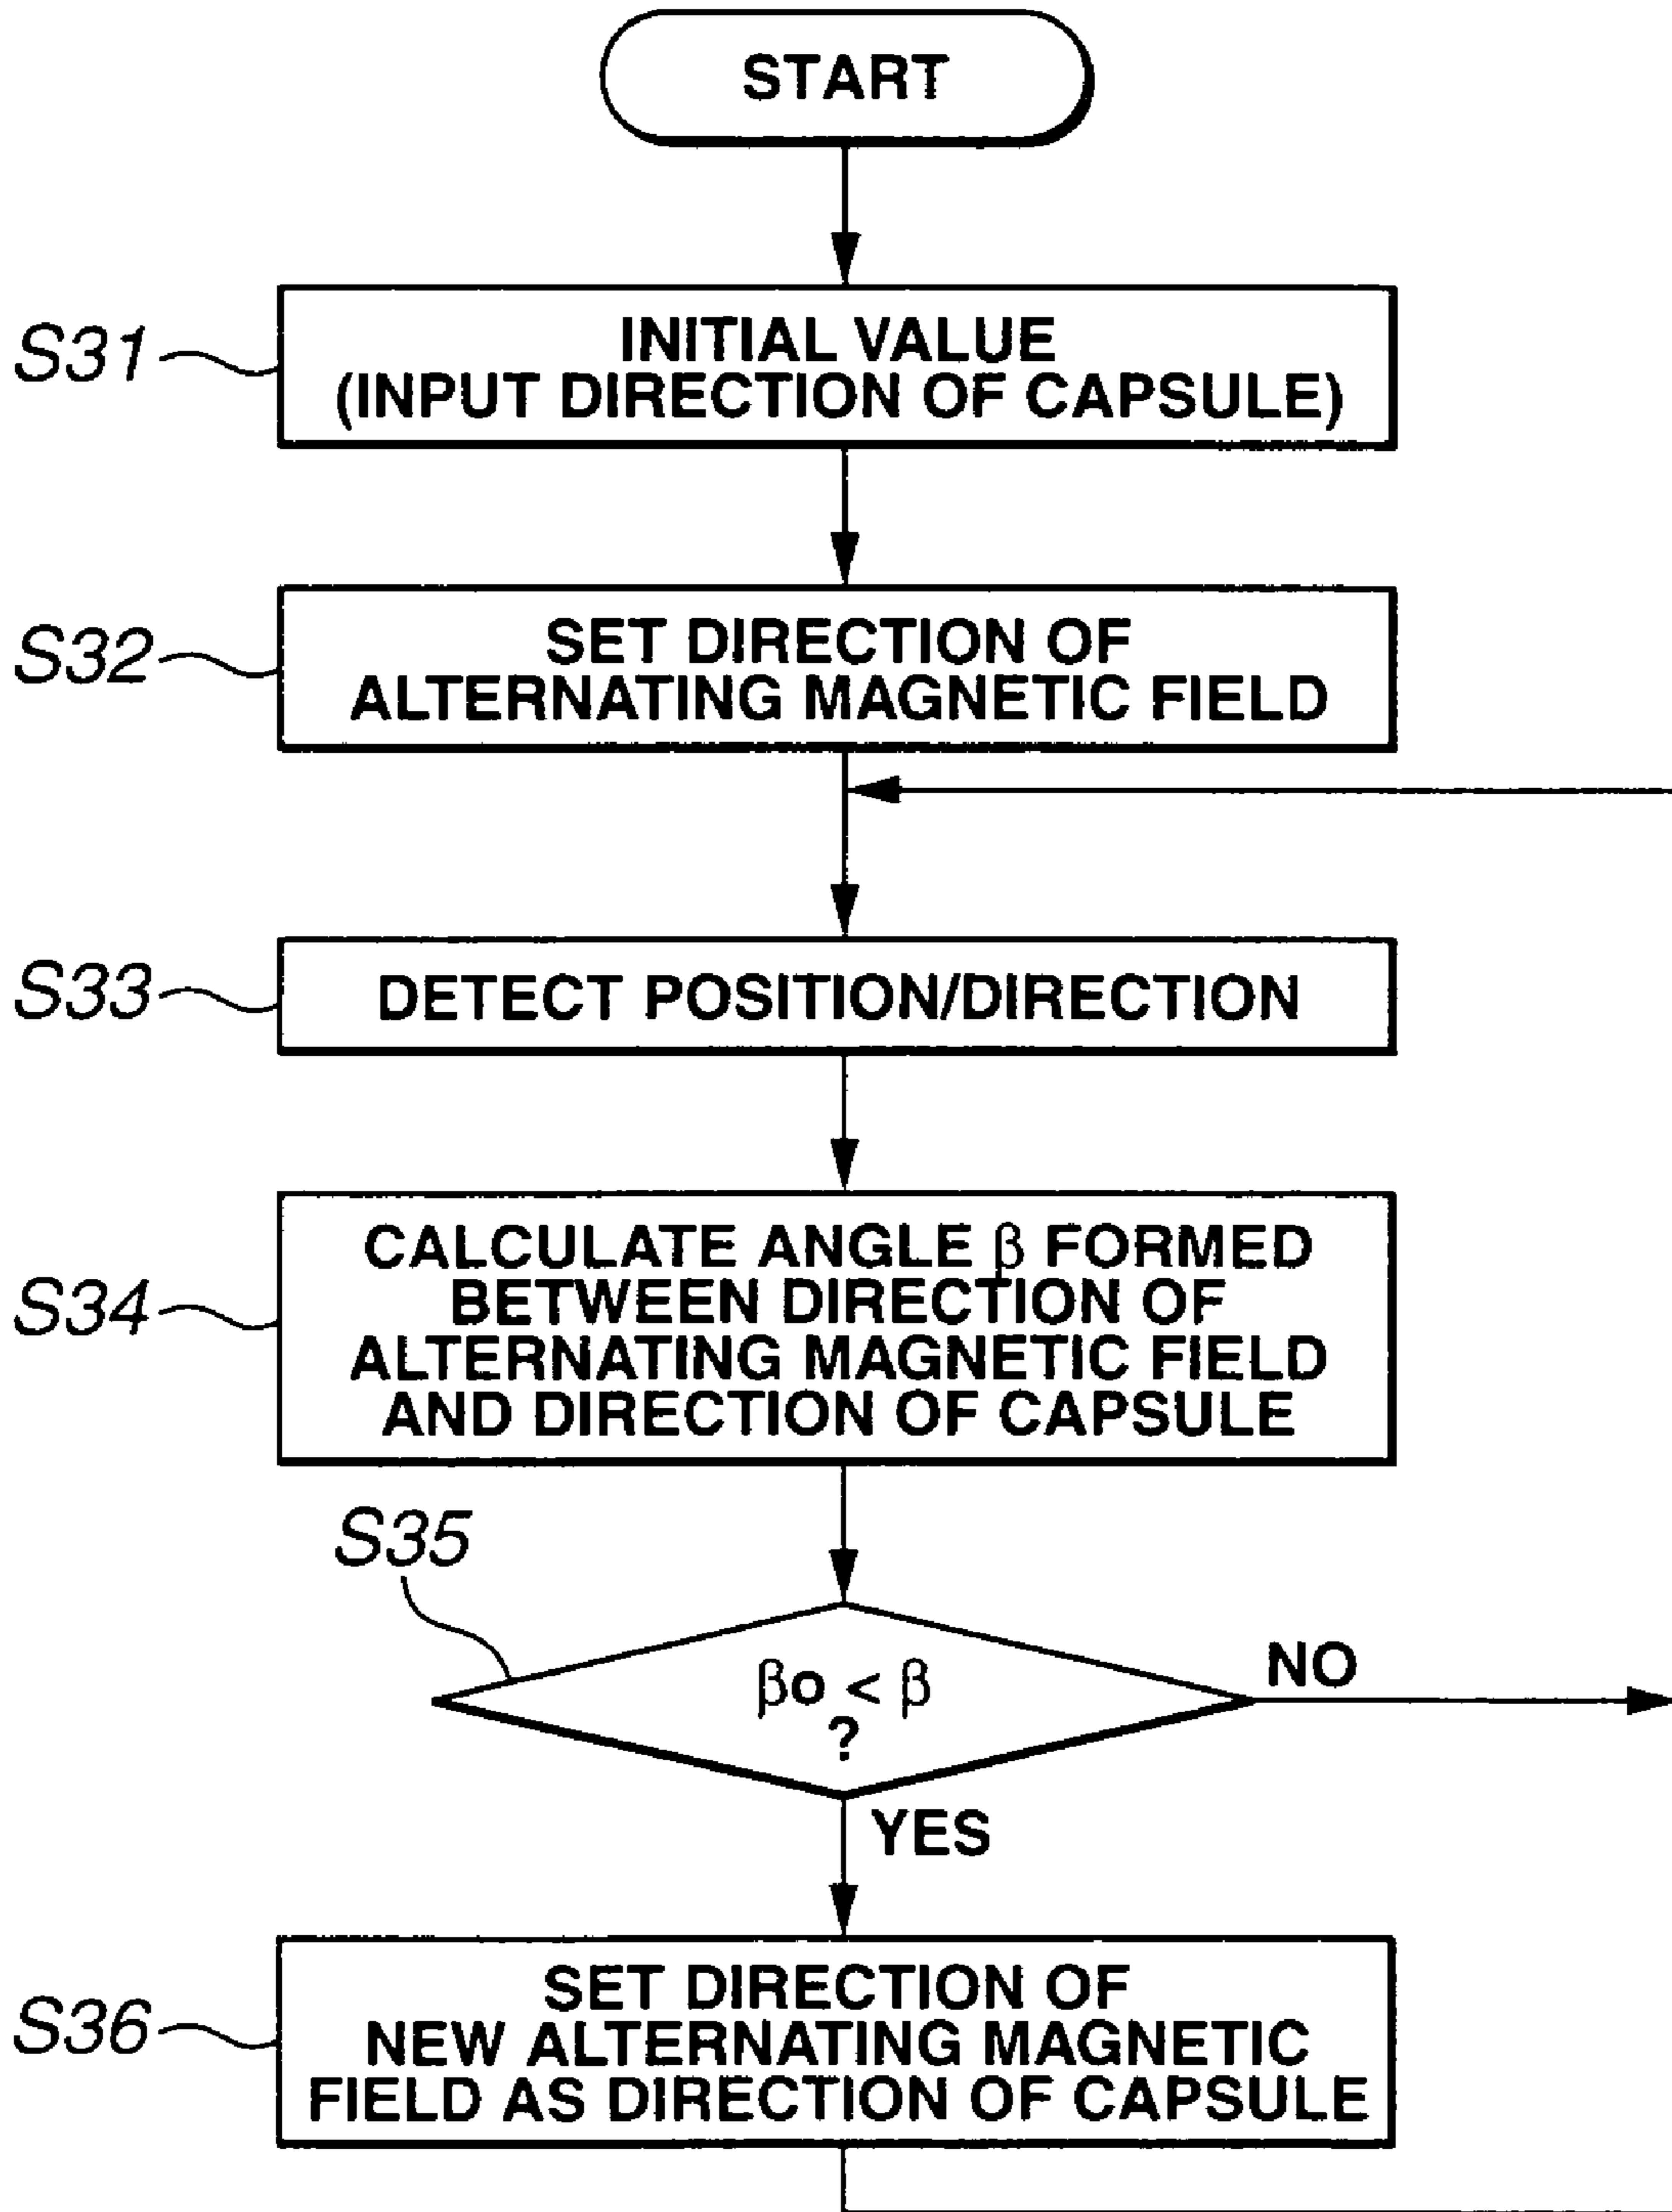 START
S31
INITIAL VALUE
(INPUT DIRECTION OF CAPSULE)
S32
SET DIRECTION OF
ALTERNATING MAGNETIC FIELD
S33
DETECT POSITION/DIRECTION
S34
CALCULATE ANGLE β FORMED
BETWEEN DIRECTION OF
ALTERNATING MAGNETIC FIELD
AND DIRECTION OF CAPSULE
S35
βo < β
?
NO
YES
S36
SET DIRECTION OF
NEW ALTERNATING MAGNETIC
FIELD AS DIRECTION OF CAPSULE